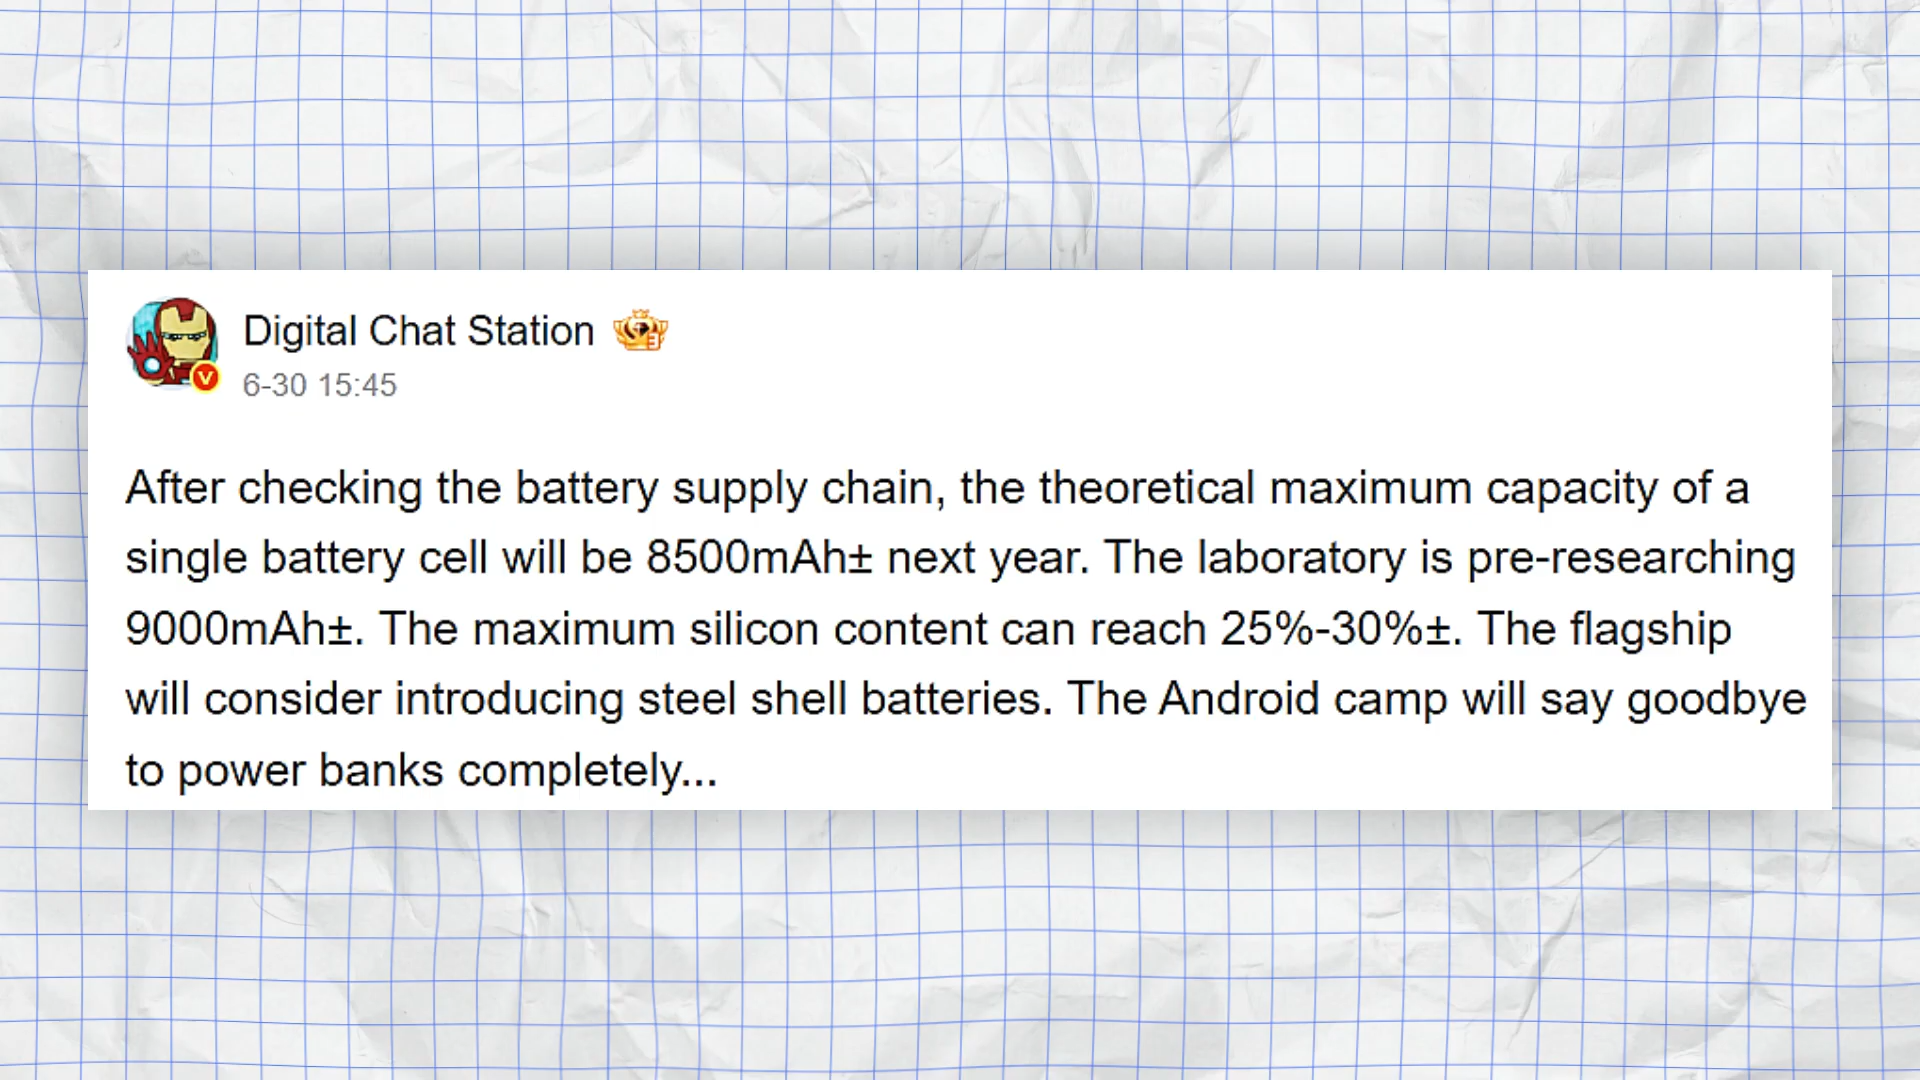 Digital Chat Station
6-30 15:45
After checking the battery supply chain, the theoretical maximum capacity of a
single battery cell will be 8500mAh± next year. The laboratory is pre-researching
9000mAh±. The maximum silicon content can reach 25%-30%±. The flagship
will consider introducing steel shell batteries. The Android camp will say goodbye
to power banks completely...